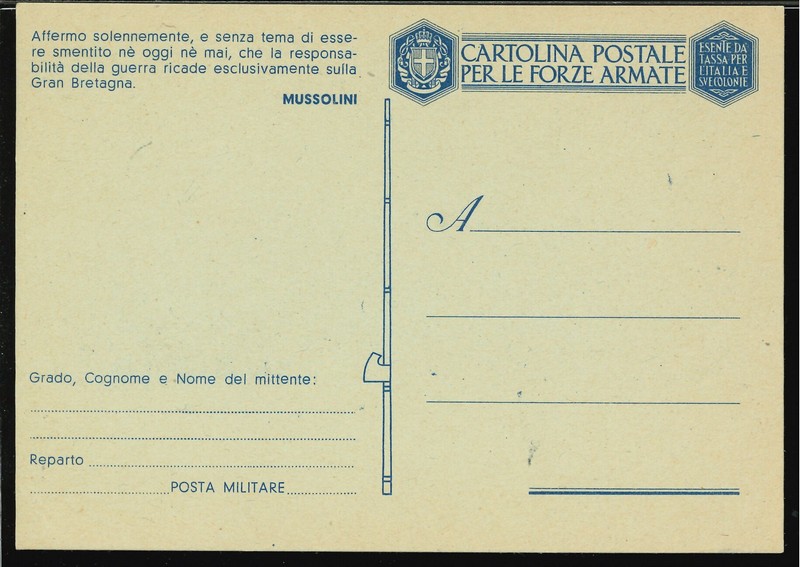 Affermo solennemente, e senza tema di esse-
re smentito nè oggi nè mai, che la responsa-
bilità della guerra ricade esclusivamente sulla
Gran Bretagna.
MUSSOLINI
CARTOLINA POSTALE
PER LE FORZE ARMATE
ESENTE DA
TASSA PER
L'ITALIA E
SVE COLONIE
A
Grado, Cognome e Nome del mittente:
Reparto
POSTA MILITARE